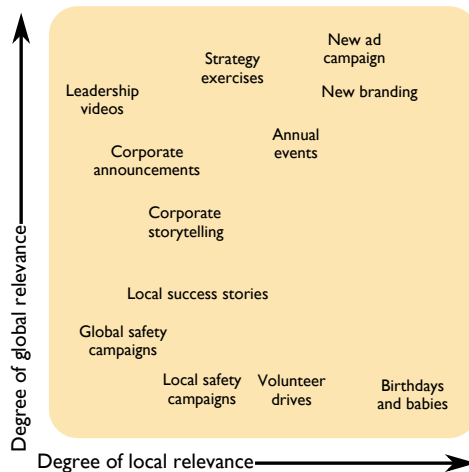 New ad
campaign
Strategy
exercises
Leadership
videos
New branding
Annual
events
Corporate
announcements
Corporate
storytelling
Local success stories
Global safety
campaigns
Local safety
campaigns
Volunteer
drives
Birthdays
and babies
Degree of global relevance
Degree of local relevance